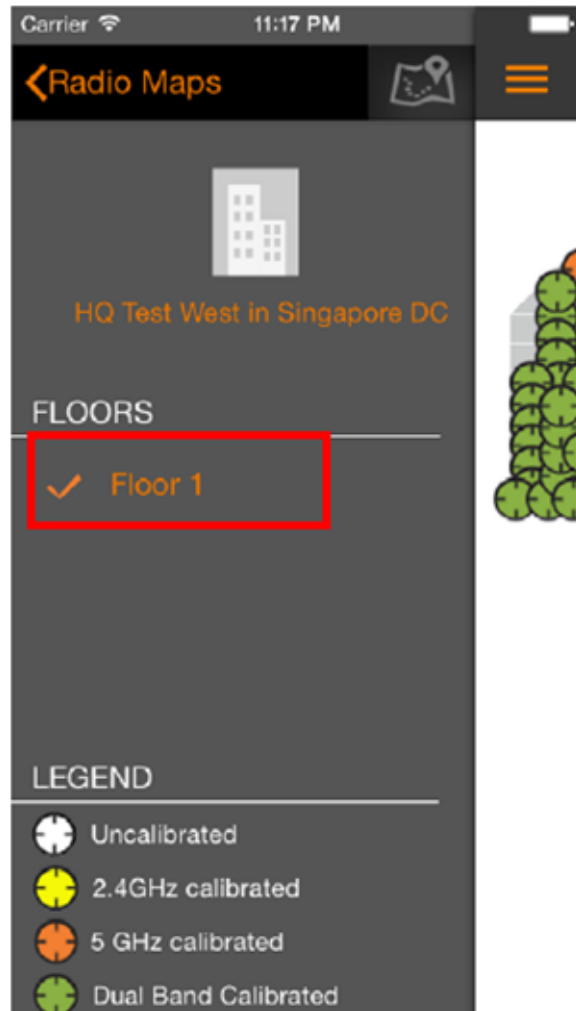 Carrier 11:17 PM
Radio Maps
HQ Test West in Singapore DC
FLOORS
Floor 1
LEGEND
Uncalibrated
2.4GHz calibrated
5 GHz calibrated
Dual Band Calibrated